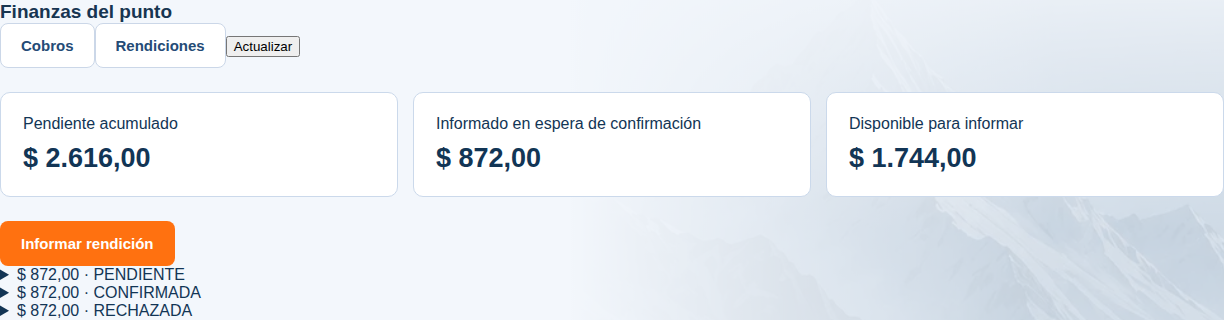 Finanzas del punto
Cobros Rendiciones Actualizar
Pendiente acumulado Informado en espera de confirmación Disponible para informar
$ 2.616,00 $ 872,00 $ 1.744,00
Informar rendición
$ 872,00 · PENDIENTE
$ 872,00 · CONFIRMADA
$ 872,00 · RECHAZADA